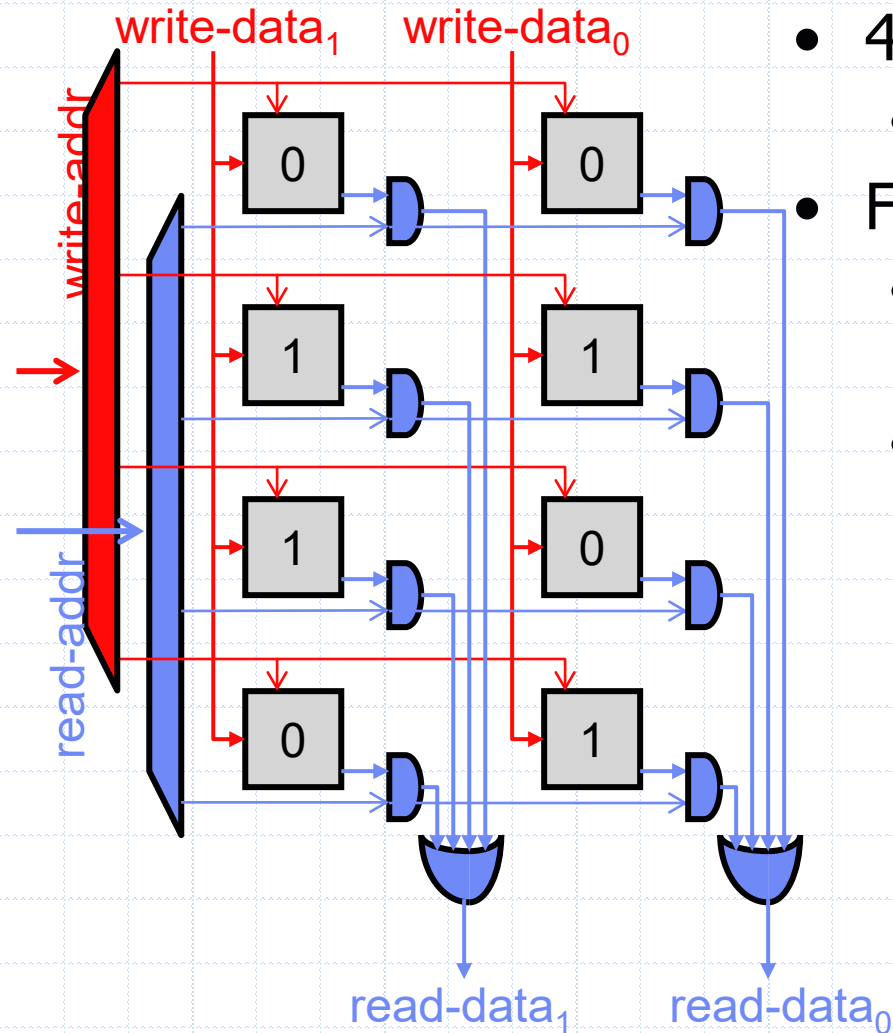 write-data1 write-data0
• 4
•
write-addr
0 0
• F
•
1 1
•
1 0
read-addr
0 1
read-data1 read-data0